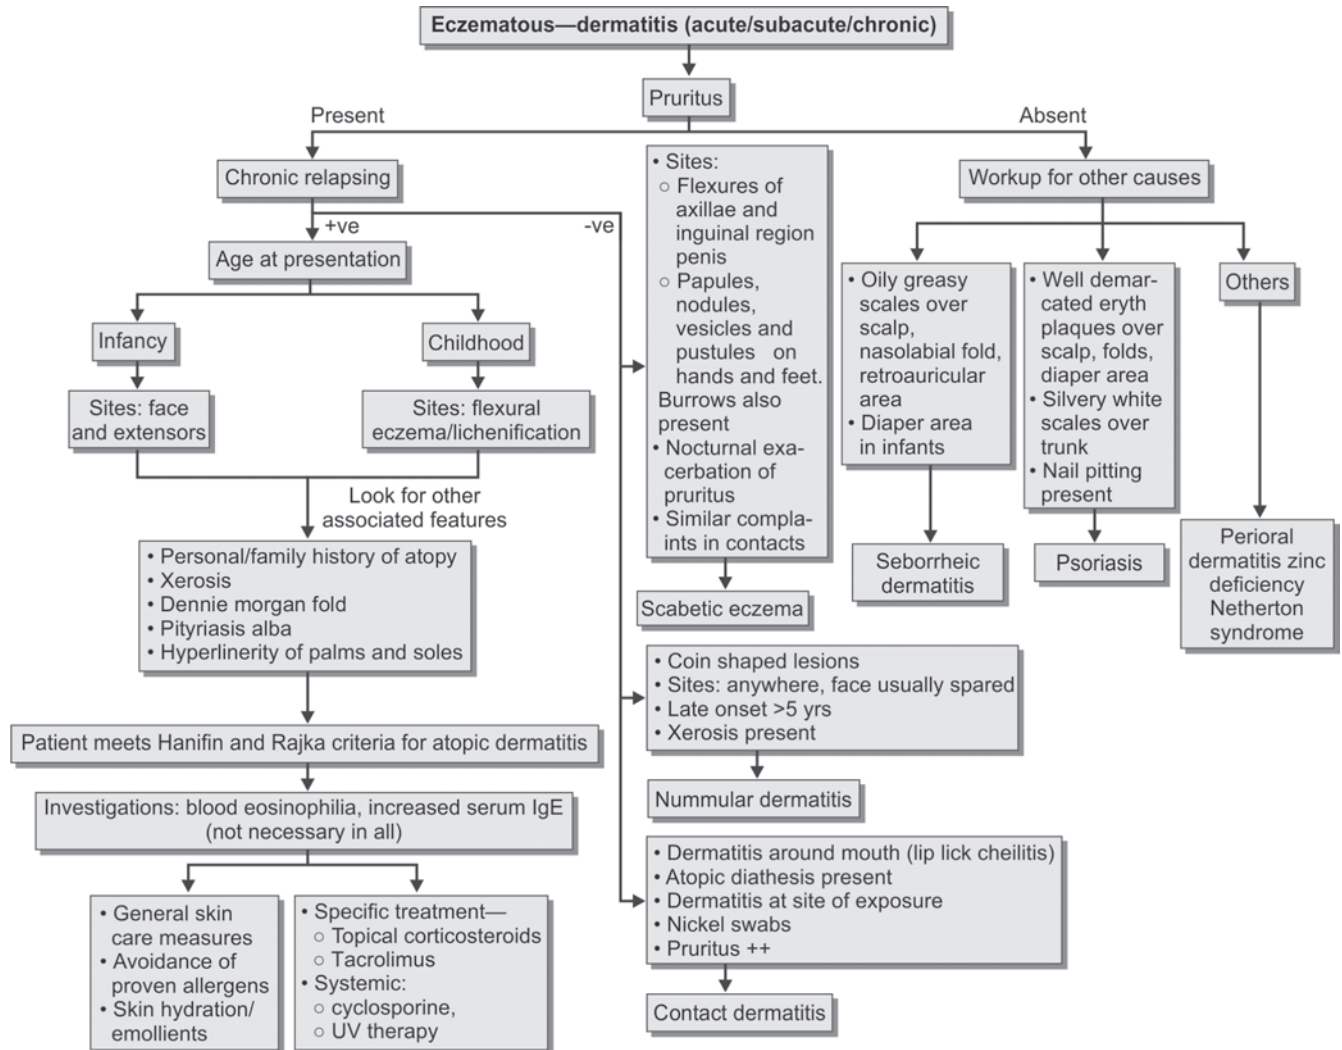 Eczematous—dermatitis (acute/subacute/chronic)
Pruritus
Present
Absent
Chronic relapsing
+ve
-ve
Age at presentation
Infancy
Childhood
Sites: face
and extensors
Sites: flexural
eczema/lichenification
Look for other
associated features
• Personal/family history of atopy
• Xerosis
• Dennie morgan fold
• Pityriasis alba
• Hyperlinerity of palms and soles
Patient meets Hanifin and Rajka criteria for atopic dermatitis
Investigations: blood eosinophilia, increased serum IgE
(not necessary in all)
• General skin
care measures
• Avoidance of
proven allergens
• Skin hydration/
emollients
• Specific treatment—
○ Topical corticosteroids
○ Tacrolimus
• Systemic:
○ cyclosporine,
○ UV therapy
• Sites:
○ Flexures of
axillae and
inguinal region
penis
○ Papules,
nodules,
vesicles and
pustules on
hands and feet.
Burrows also
present
• Nocturnal exa-
cerbation of
pruritus
• Similar compla-
ints in contacts
Scabetic eczema
• Coin shaped lesions
• Sites: anywhere, face usually spared
• Late onset >5 yrs
• Xerosis present
Nummular dermatitis
• Dermatitis around mouth (lip lick cheilitis)
• Atopic diathesis present
• Dermatitis at site of exposure
• Nickel swabs
• Pruritus ++
Contact dermatitis
Workup for other causes
• Oily greasy
scales over
scalp,
nasolabial fold,
retroauricular
area
• Diaper area
in infants
Seborrheic
dermatitis
• Well demar-
cated eryth
plaques over
scalp, folds,
diaper area
• Silvery white
scales over
trunk
• Nail pitting
present
Psoriasis
Others
Perioral
dermatitis zinc
deficiency
Netherton
syndrome